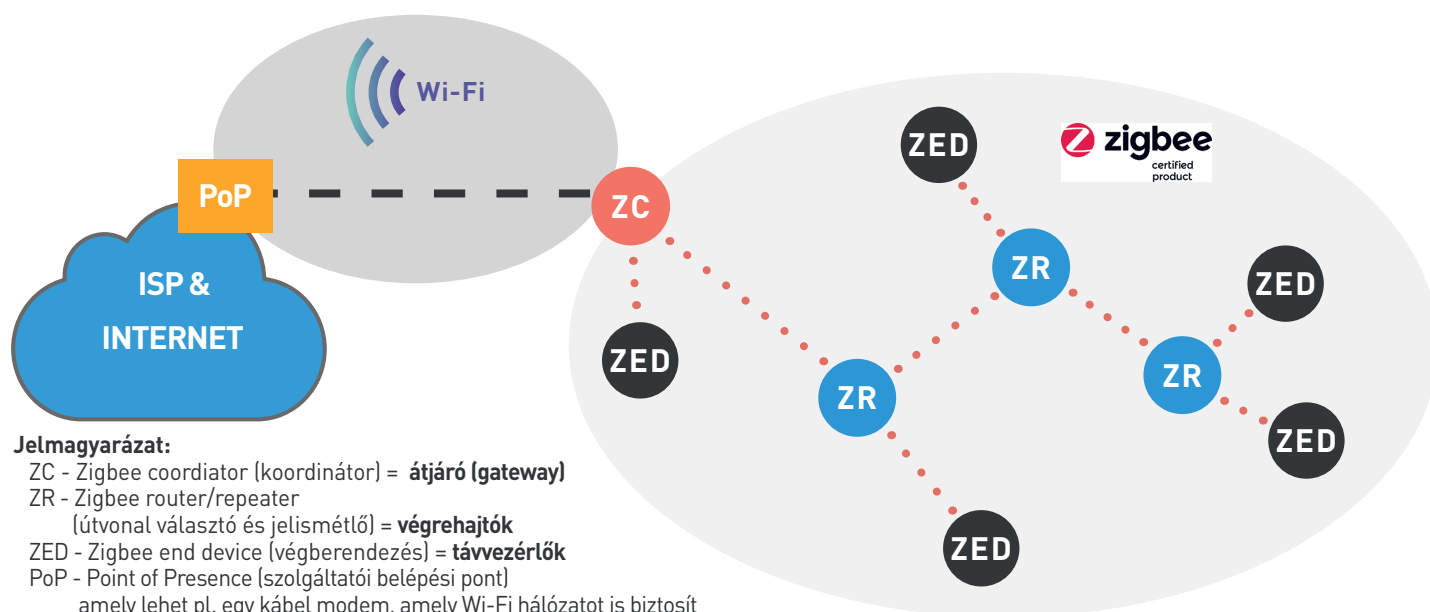 Wi-Fi
zigbee
certified
product
ZED
PoP
ZC
ISP &
INTERNET
ZR
ZED
ZED
ZR
ZR
ZED
ZED
Jelmagyarázat:
ZC - Zigbee coordiator (koordinátor) = átjáró (gateway)
ZR - Zigbee router/repeater
(útvonal választó és jelismétlő) = végrehajtók
ZED - Zigbee end device (végberendezés) = távvezérlők
PoP - Point of Presence (szolgáltatói belépési pont)
amely lehet pl. egy kábel modem, amely Wi-Fi hálózatot is biztosít